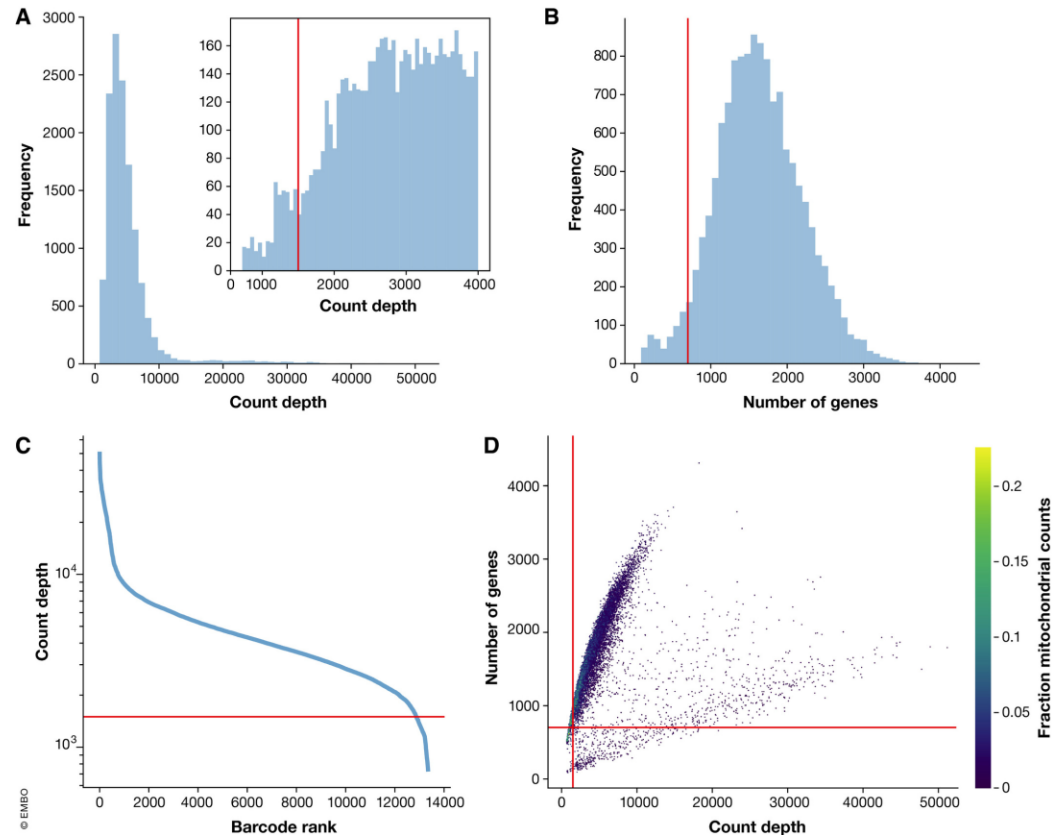 A
3000
2500
2000
1500
1000
500
0
Frequency
0 10000 20000 30000 40000 50000
Count depth
160
140
120
100
80
60
40
20
0
0 1000 2000 3000 4000
Count depth
B
800
700
600
500
400
300
200
100
0
Frequency
0 1000 2000 3000 4000
Number of genes
C
10⁴
10³
Count depth
0 2000 4000 6000 8000 10000 12000 14000
Barcode rank
D
4000
3000
2000
1000
0
Number of genes
0 10000 20000 30000 40000 50000
Count depth
0.2
0.15
0.1
0.05
0
Fraction mitochondrial counts
© EMBO